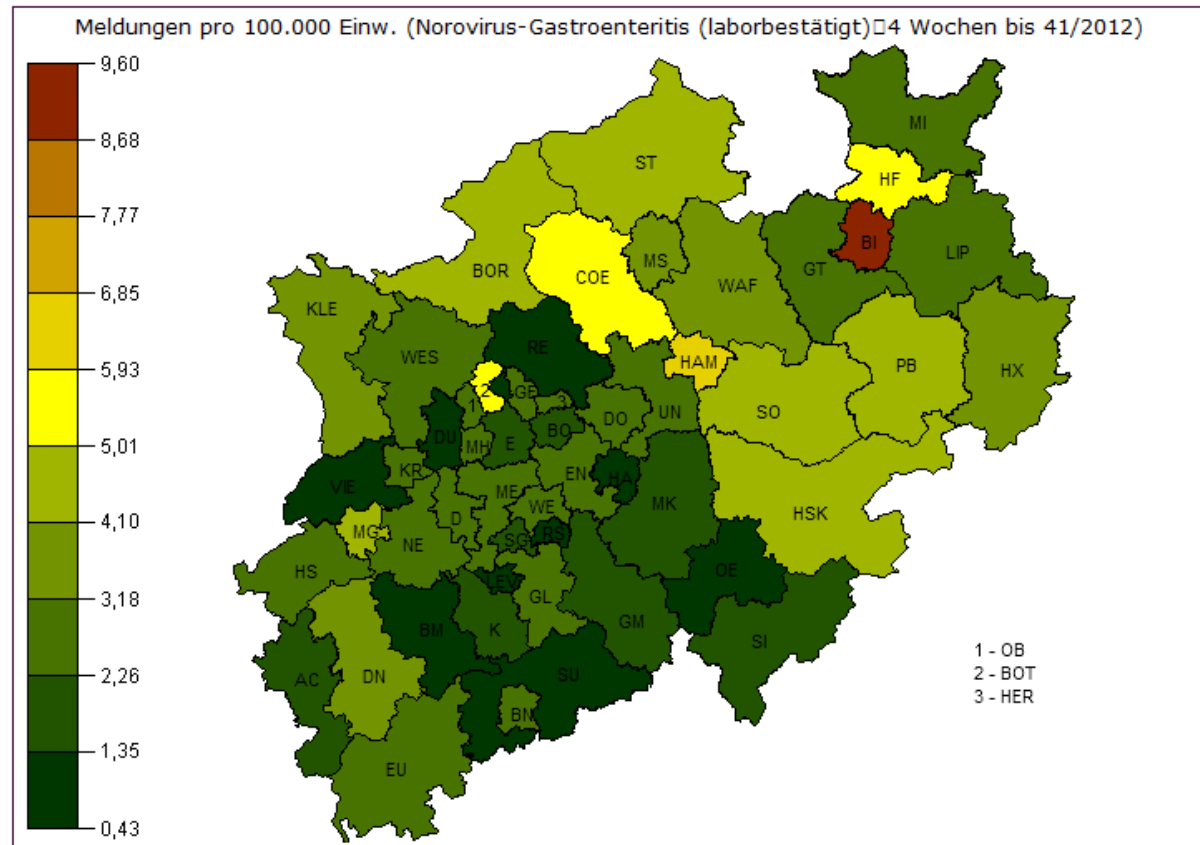 Meldungen pro 100.000 Einw. (Norovirus-Gastroenteritis (laborbestätigt)□4 Wochen bis 41/2012)
9,60
8,68
7,77
6,85
5,93
5,01
4,10
3,18
2,26
1,35
0,43
MI
ST
HF
BI
LIP
GT
MS
BOR
COE
WAF
KLE
RE
WES
HAM
PB
HX
2
GE
1
3
DO
UN
SO
DU
MH
E
BO
KR
EN
HA
VIE
ME
MK
WE
HSK
D
MG
NE
SG
RS
HS
OE
LEV
GL
BM
K
GM
SI
AC
DN
SU
BN
EU
1 - OB
2 - BOT
3 - HER